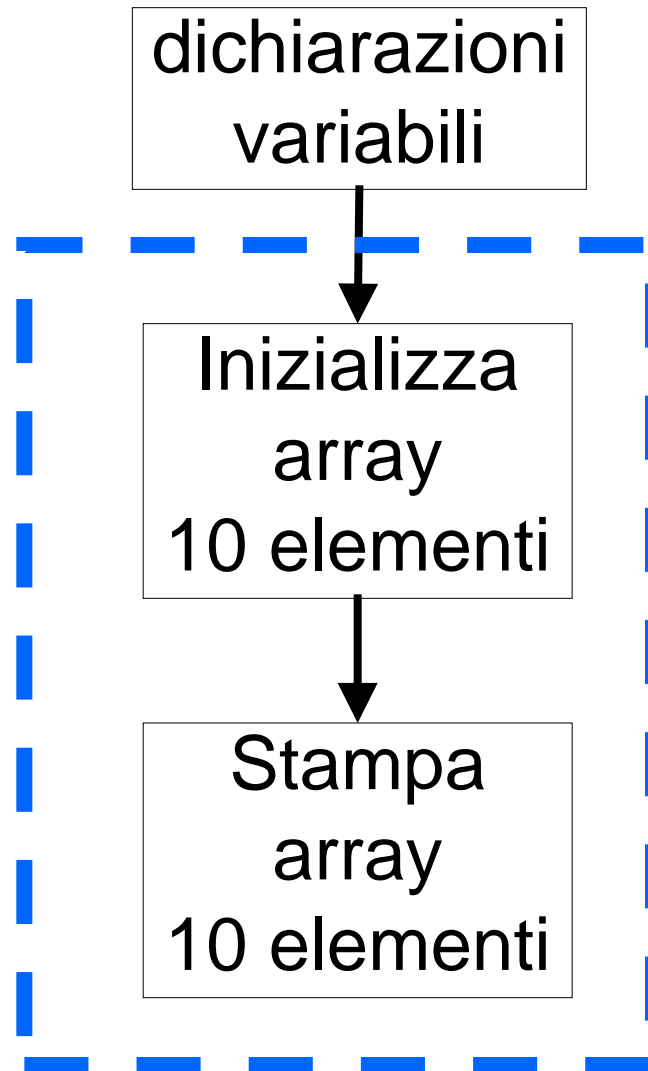 dichiarazioni
variabili
Inizializza
array
10 elementi
Stampa
array
10 elementi